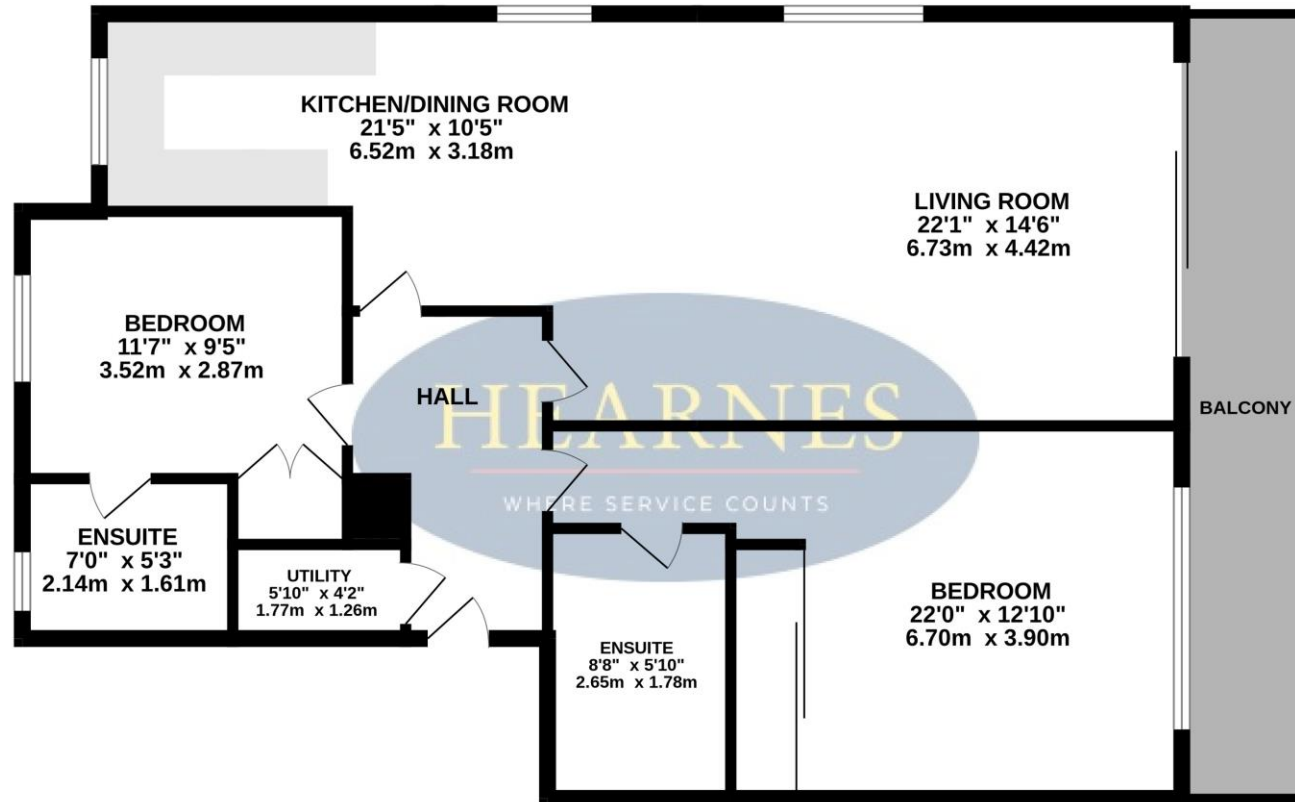 KITCHEN/DINING ROOM
21'5" x 10'5"
6.52m x 3.18m
LIVING ROOM
22'1" x 14'6"
6.73m x 4.42m
BEDROOM
11'7" x 9'5"
3.52m x 2.87m
HALL
HEARNES
WHERE SERVICE COUNTS
BALCONY
ENSUITE
7'0" x 5'3"
2.14m x 1.61m
UTILITY
5'10" x 4'2"
1.77m x 1.26m
ENSUITE
8'8" x 5'10"
2.65m x 1.78m
BEDROOM
22'0" x 12'10"
6.70m x 3.90m